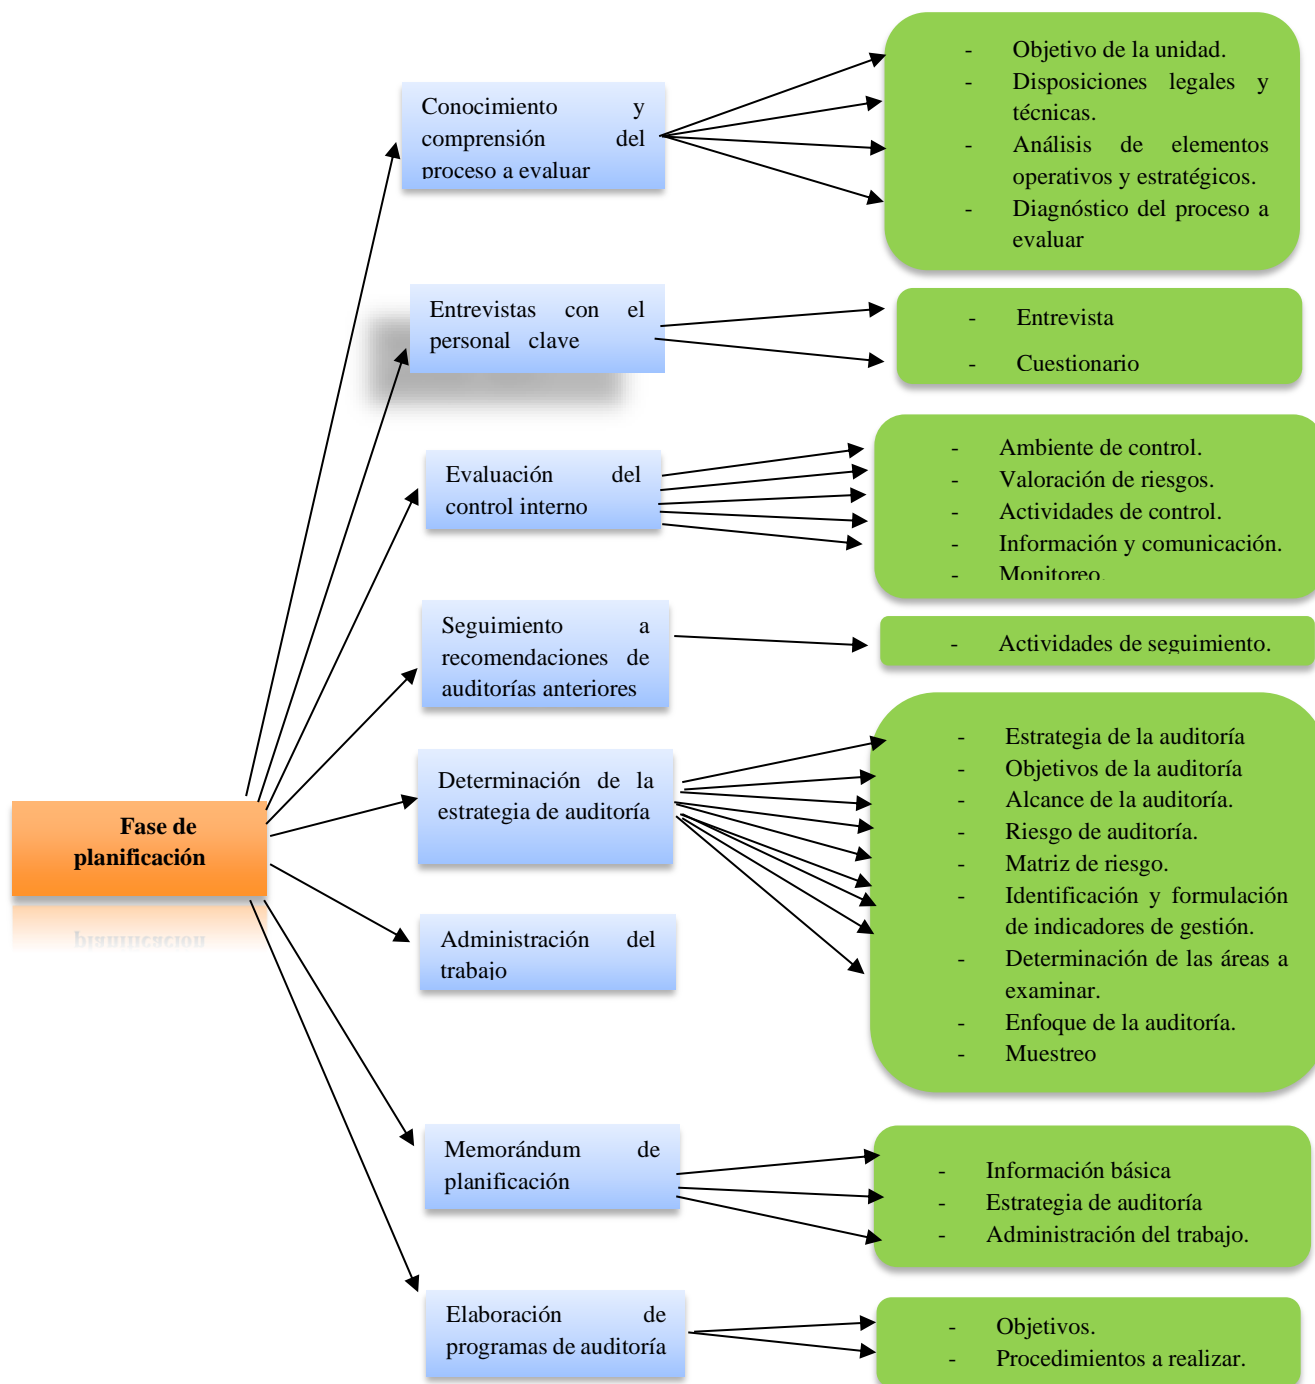 Fase de
planificación
Conocimiento y
comprensión del
proceso a evaluar
- Objetivo de la unidad.
- Disposiciones legales y
técnicas.
- Análisis de elementos
operativos y estratégicos.
- Diagnóstico del proceso a
evaluar
Entrevistas con el
personal clave
- Entrevista
- Cuestionario
Evaluación del
control interno
- Ambiente de control.
- Valoración de riesgos.
- Actividades de control.
- Información y comunicación.
- Monitoreo.
Seguimiento a
recomendaciones de
auditorías anteriores
- Actividades de seguimiento.
Determinación de la
estrategia de auditoría
- Estrategia de la auditoría
- Objetivos de la auditoría
- Alcance de la auditoría.
- Riesgo de auditoría.
- Matriz de riesgo.
- Identificación y formulación
de indicadores de gestión.
- Determinación de las áreas a
examinar.
- Enfoque de la auditoría.
- Muestreo
Administración del
trabajo
Memorándum de
planificación
- Información básica
- Estrategia de auditoría
- Administración del trabajo.
Elaboración de
programas de auditoría
- Objetivos.
- Procedimientos a realizar.